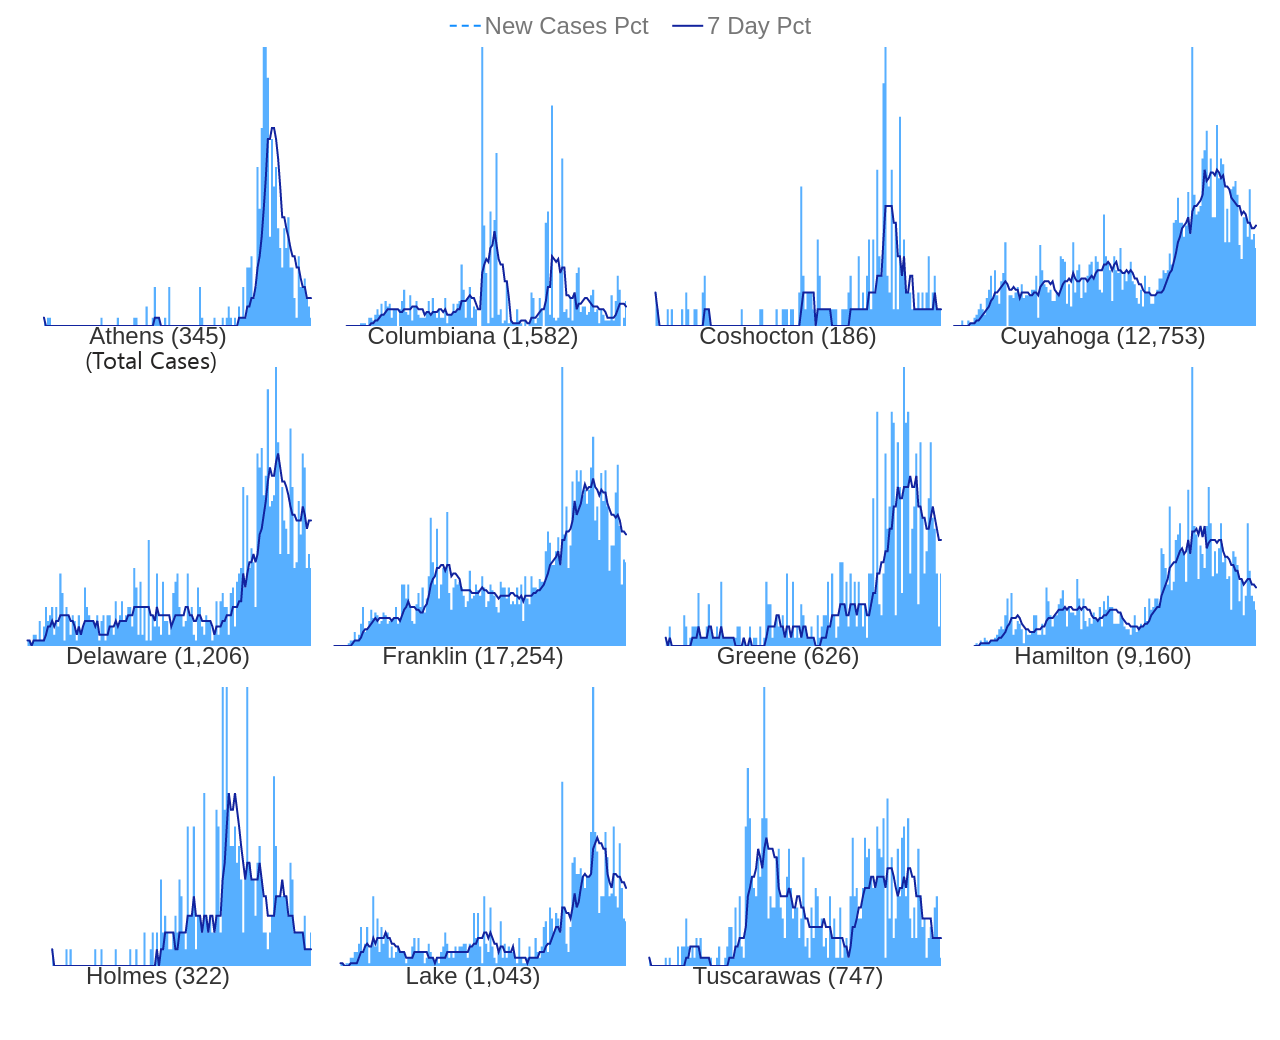 New Cases Pct 7 Day Pct
Athens (345) Columbiana (1,582) Coshocton (186) Cuyahoga (12,753)
(Total Cases)
Delaware (1,206) Franklin (17,254) Greene (626) Hamilton (9,160)
Holmes (322) Lake (1,043) Tuscarawas (747)